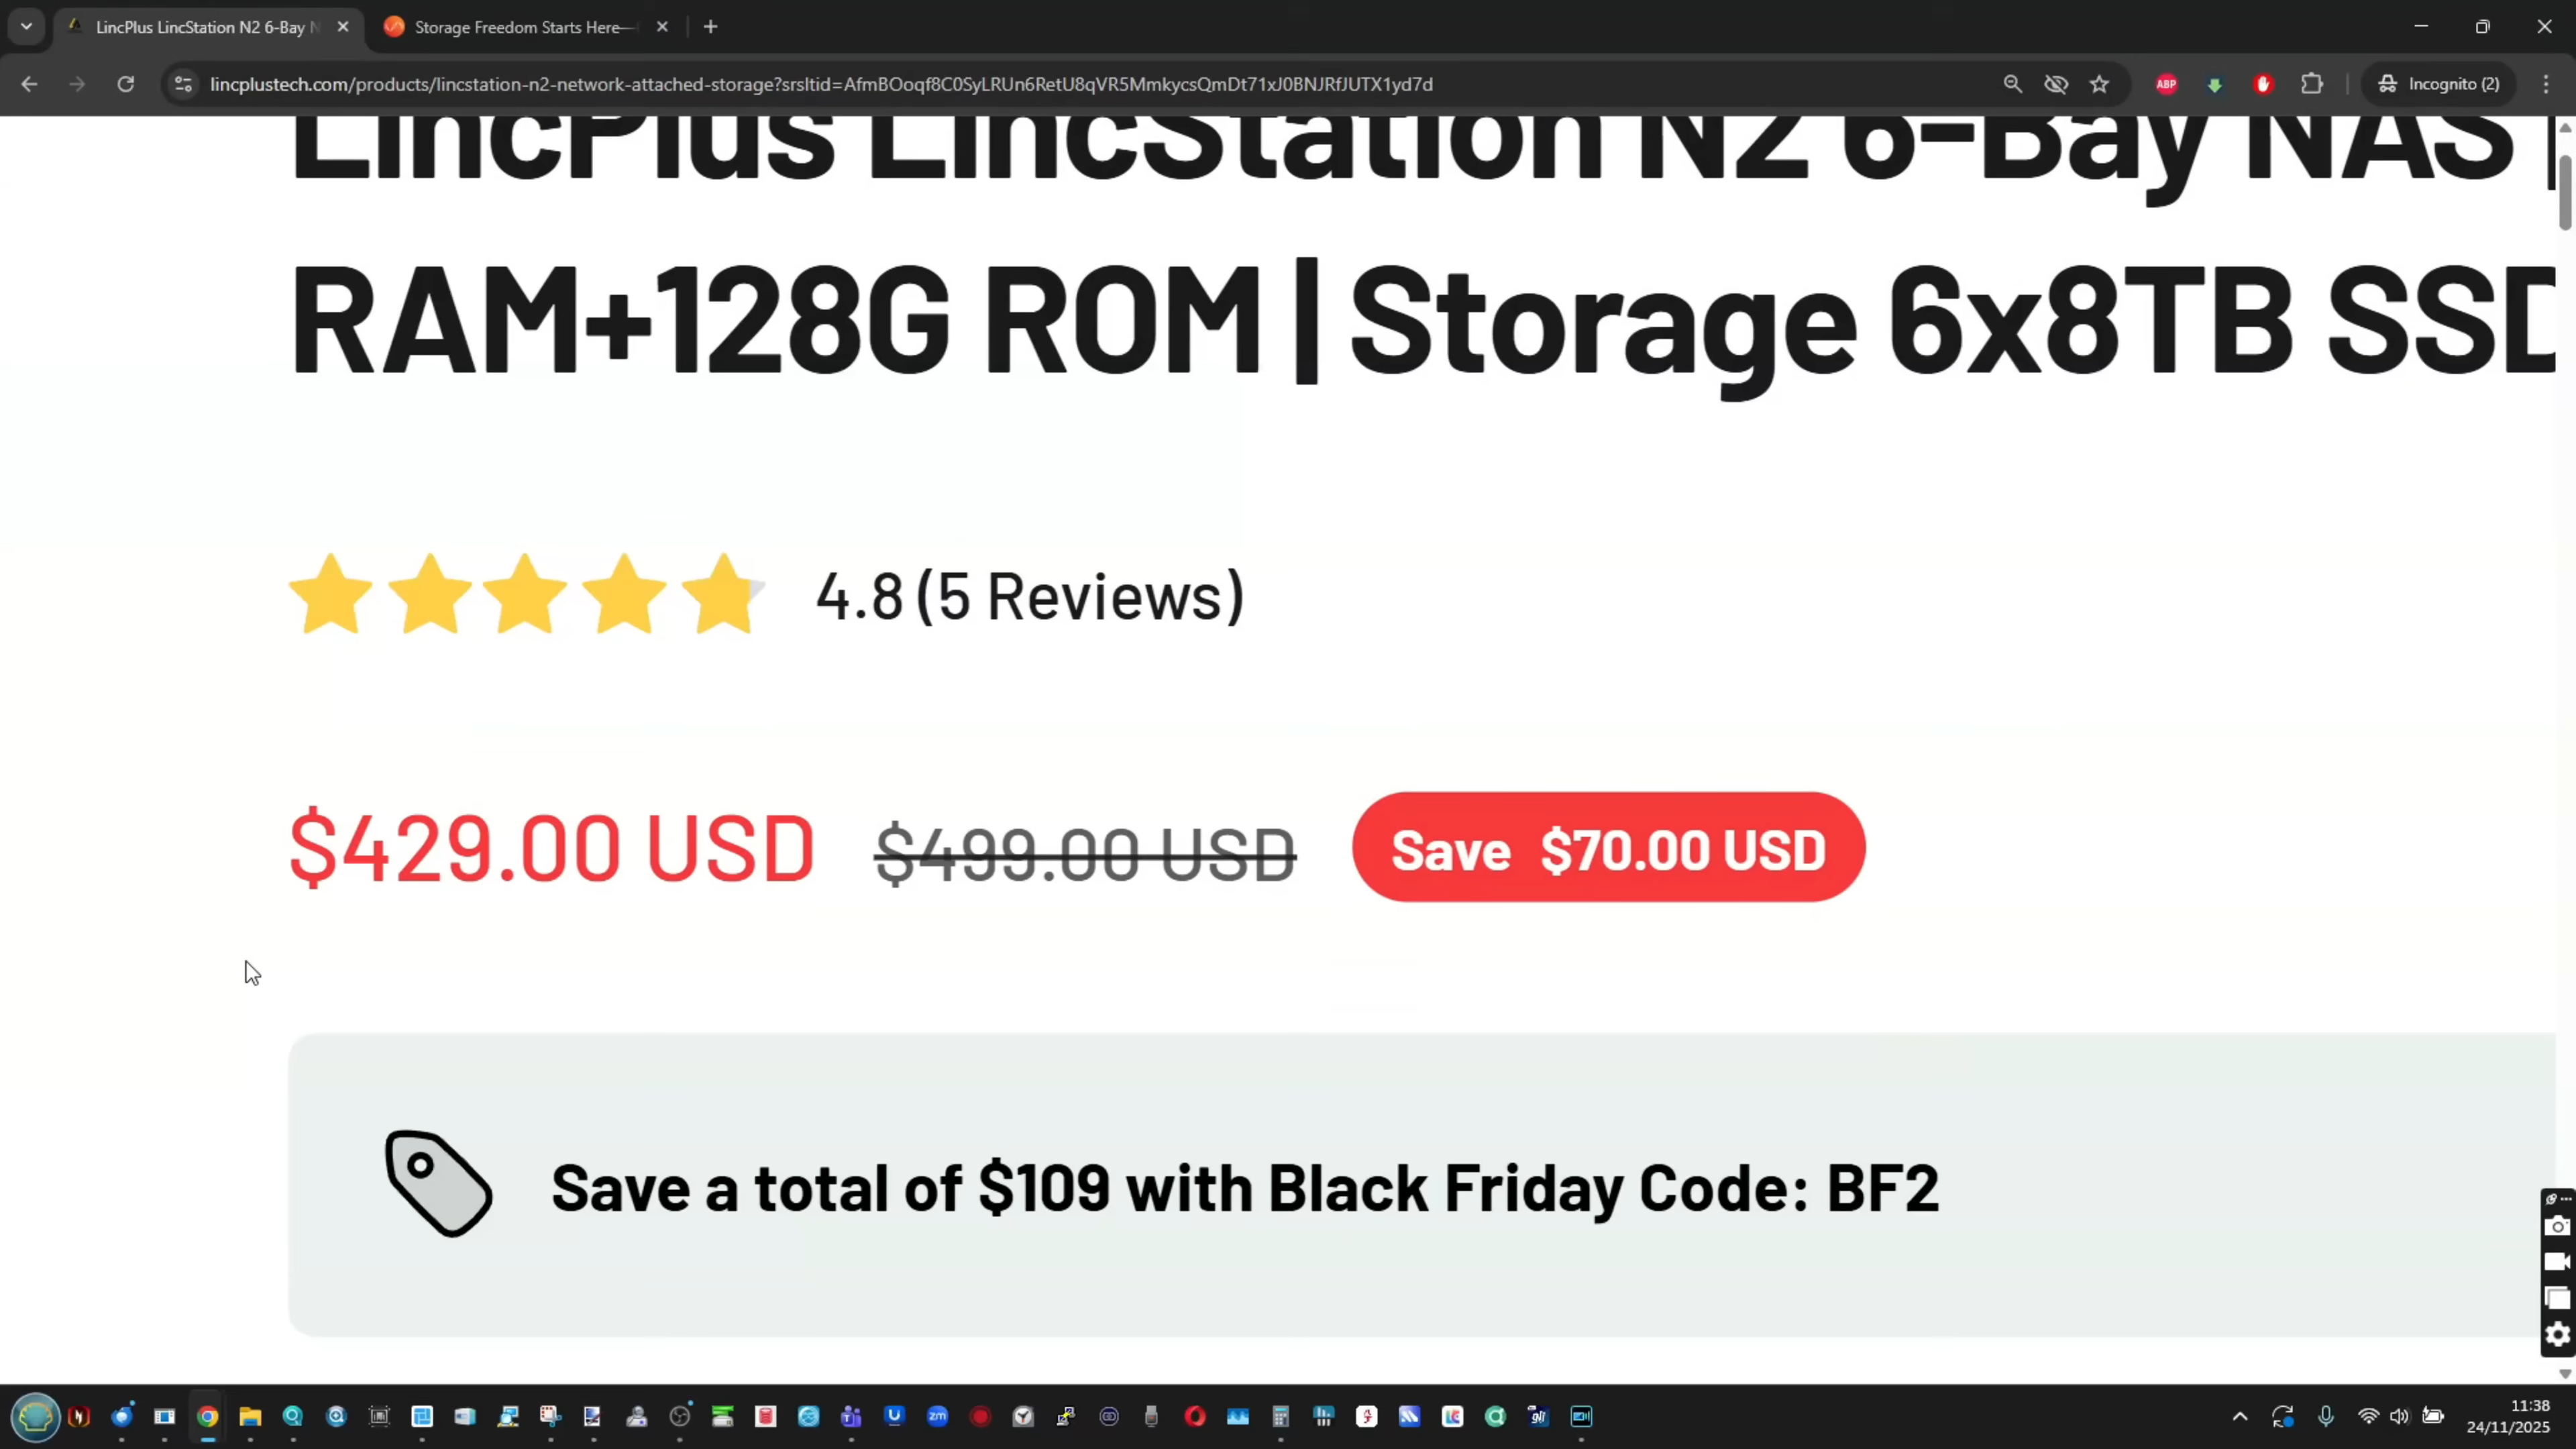 LincPlus LincStation N2 6-Bay N
Storage Freedom Starts Here—
lincplustech.com/products/lincstation-n2-network-attached-storage?srsltid=AfmBOoqf8C0SyLRUn6RetU8qVR5MmkycsQmDt71xJ0BNJRfJUTX1yd7d
ABP
Incognito (2)
LincPlus LincStation N2 6-Bay NAS |
RAM+128G ROM | Storage 6x8TB SSD
4.8 (5 Reviews)
$429.00 USD $499.00 USD Save $70.00 USD
Save a total of $109 with Black Friday Code: BF2
zm
11:38
24/11/2025